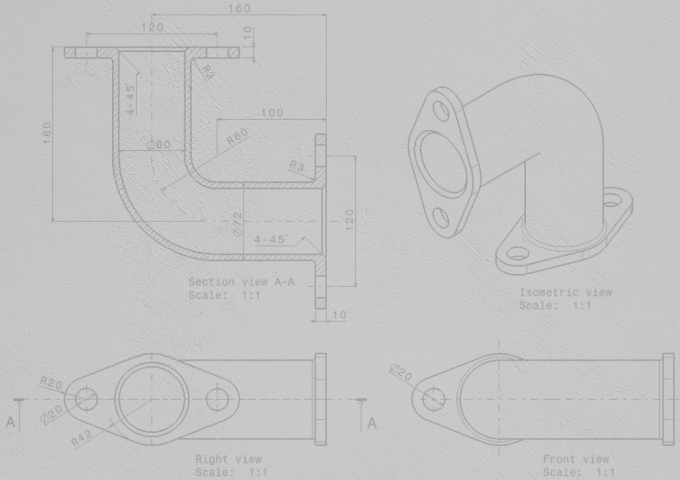 160
120
10
R3
4×45°
160
100
Ø60
R60
R3
120
Ø72
4×45°
Section view A-A
Scale: 1:1
10
Isometric view
Scale: 1:1
R20
Ø20
R42
A
A
Right view
Scale: 1:1
Ø20
Front view
Scale: 1:1